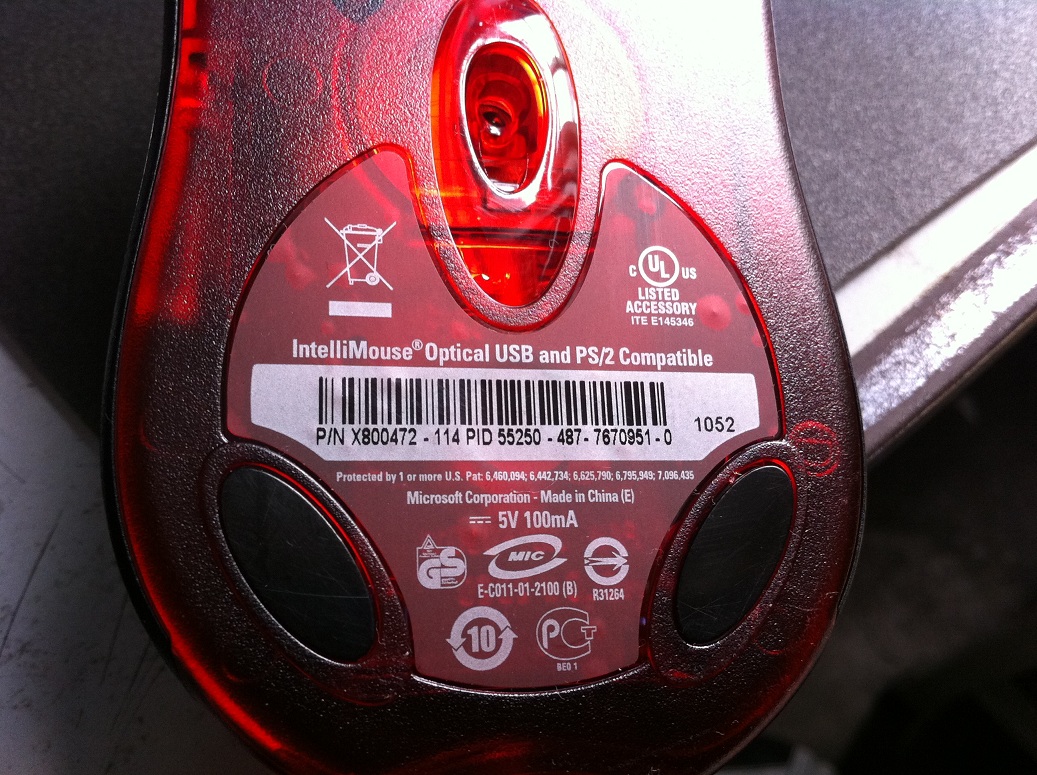 C UL US
LISTED
ACCESSORY
ITE E145346
IntelliMouse® Optical USB and PS/2 Compatible
P/N X800472 - 114 PID 55250 - 487 - 7670951 - 0
1052
Protected by 1 or more U.S. Pat: 6,460,094; 6,442,734; 6,625,790; 6,795,949; 7,096,435
Microsoft Corporation - Made in China (E)
5V 100mA
GS
MIC
E-C011-01-2100 (B)
R31264
10
PCT
BE01